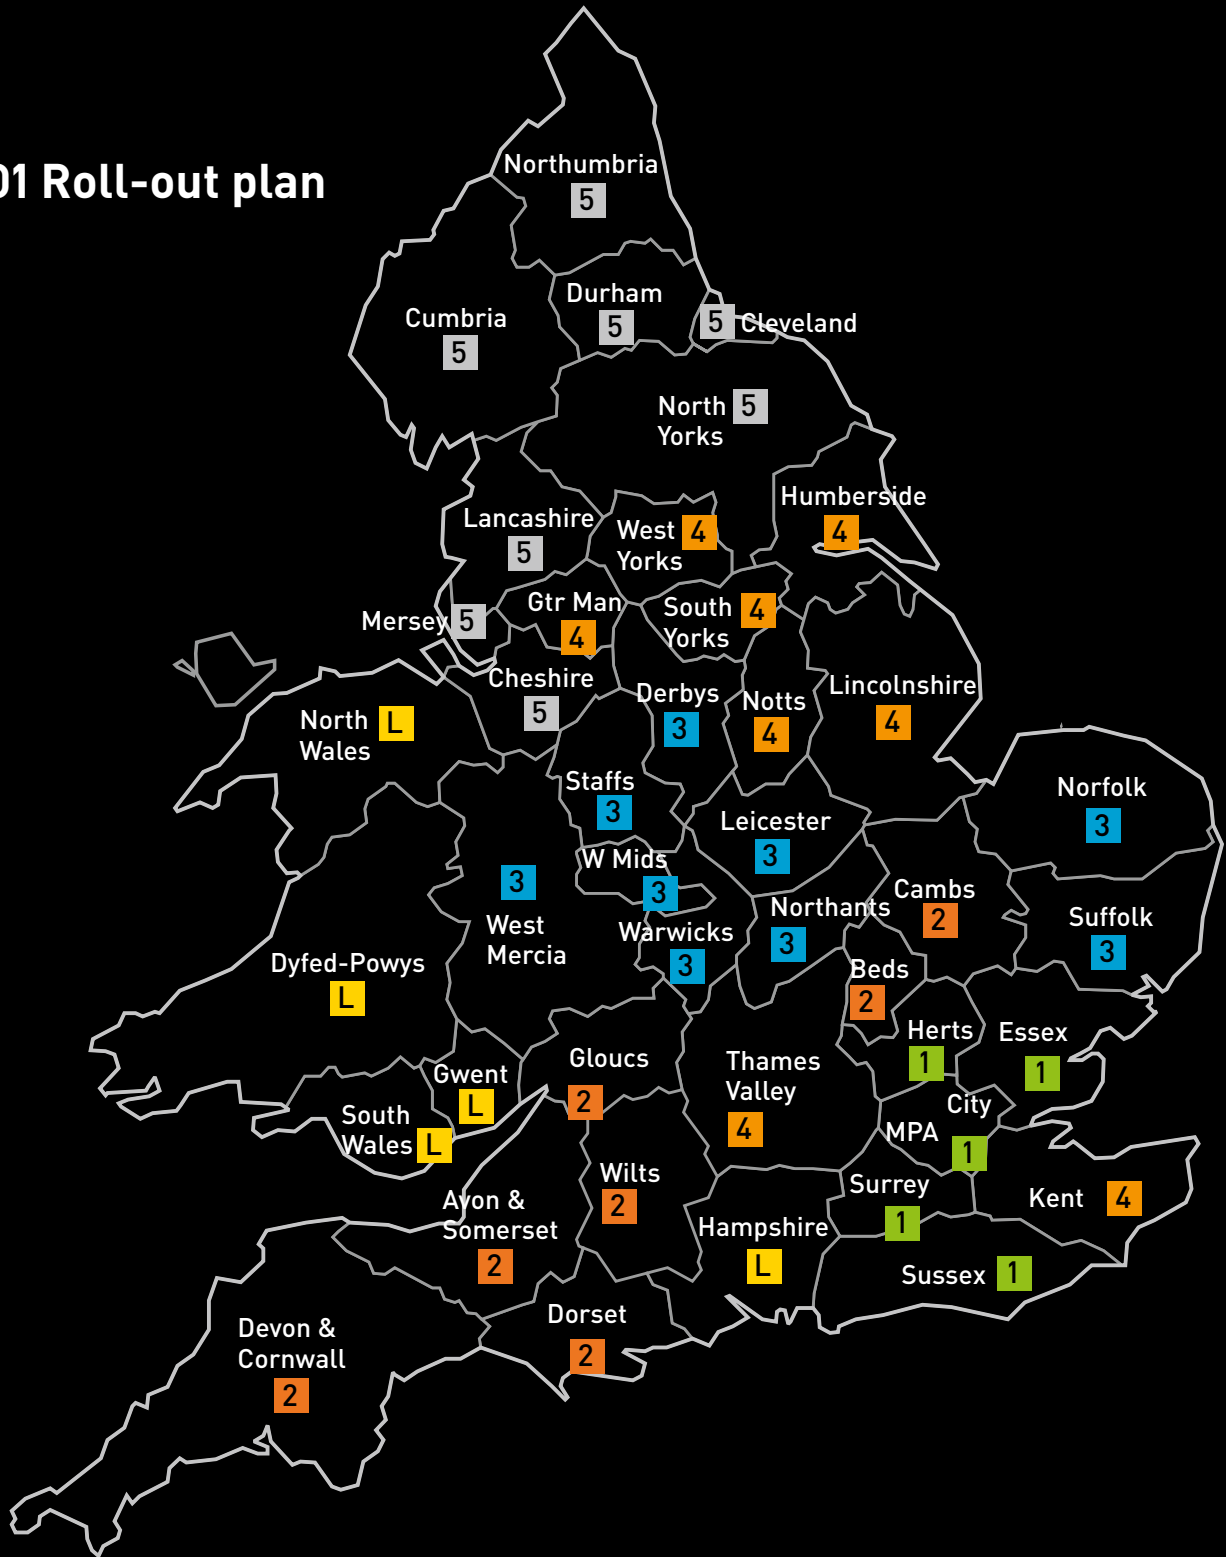 01 Roll-out plan
Northumbria
5
Durham
5
5 Cleveland
Cumbria
5
North 5
Yorks
Humberside
4
Lancashire
5
West 4
Yorks
Gtr Man
4
South 4
Yorks
Mersey 5
Cheshire
5
Derbys
3
Notts
4
Lincolnshire
4
North L
Wales
Staffs
3
Leicester
3
Norfolk
3
W Mids
3
3
West
Mercia
Cambs
2
Northants
3
Suffolk
3
Warwicks
3
Dyfed-Powys
L
Beds
2
Herts
1
Essex
1
Gloucs
2
Thames
Valley
4
Gwent
L
City
MPA
1
South
Wales L
Wilts
2
Surrey
1
Kent 4
Avon &
Somerset
2
Hampshire
L
Sussex 1
Dorset
2
Devon &
Cornwall
2